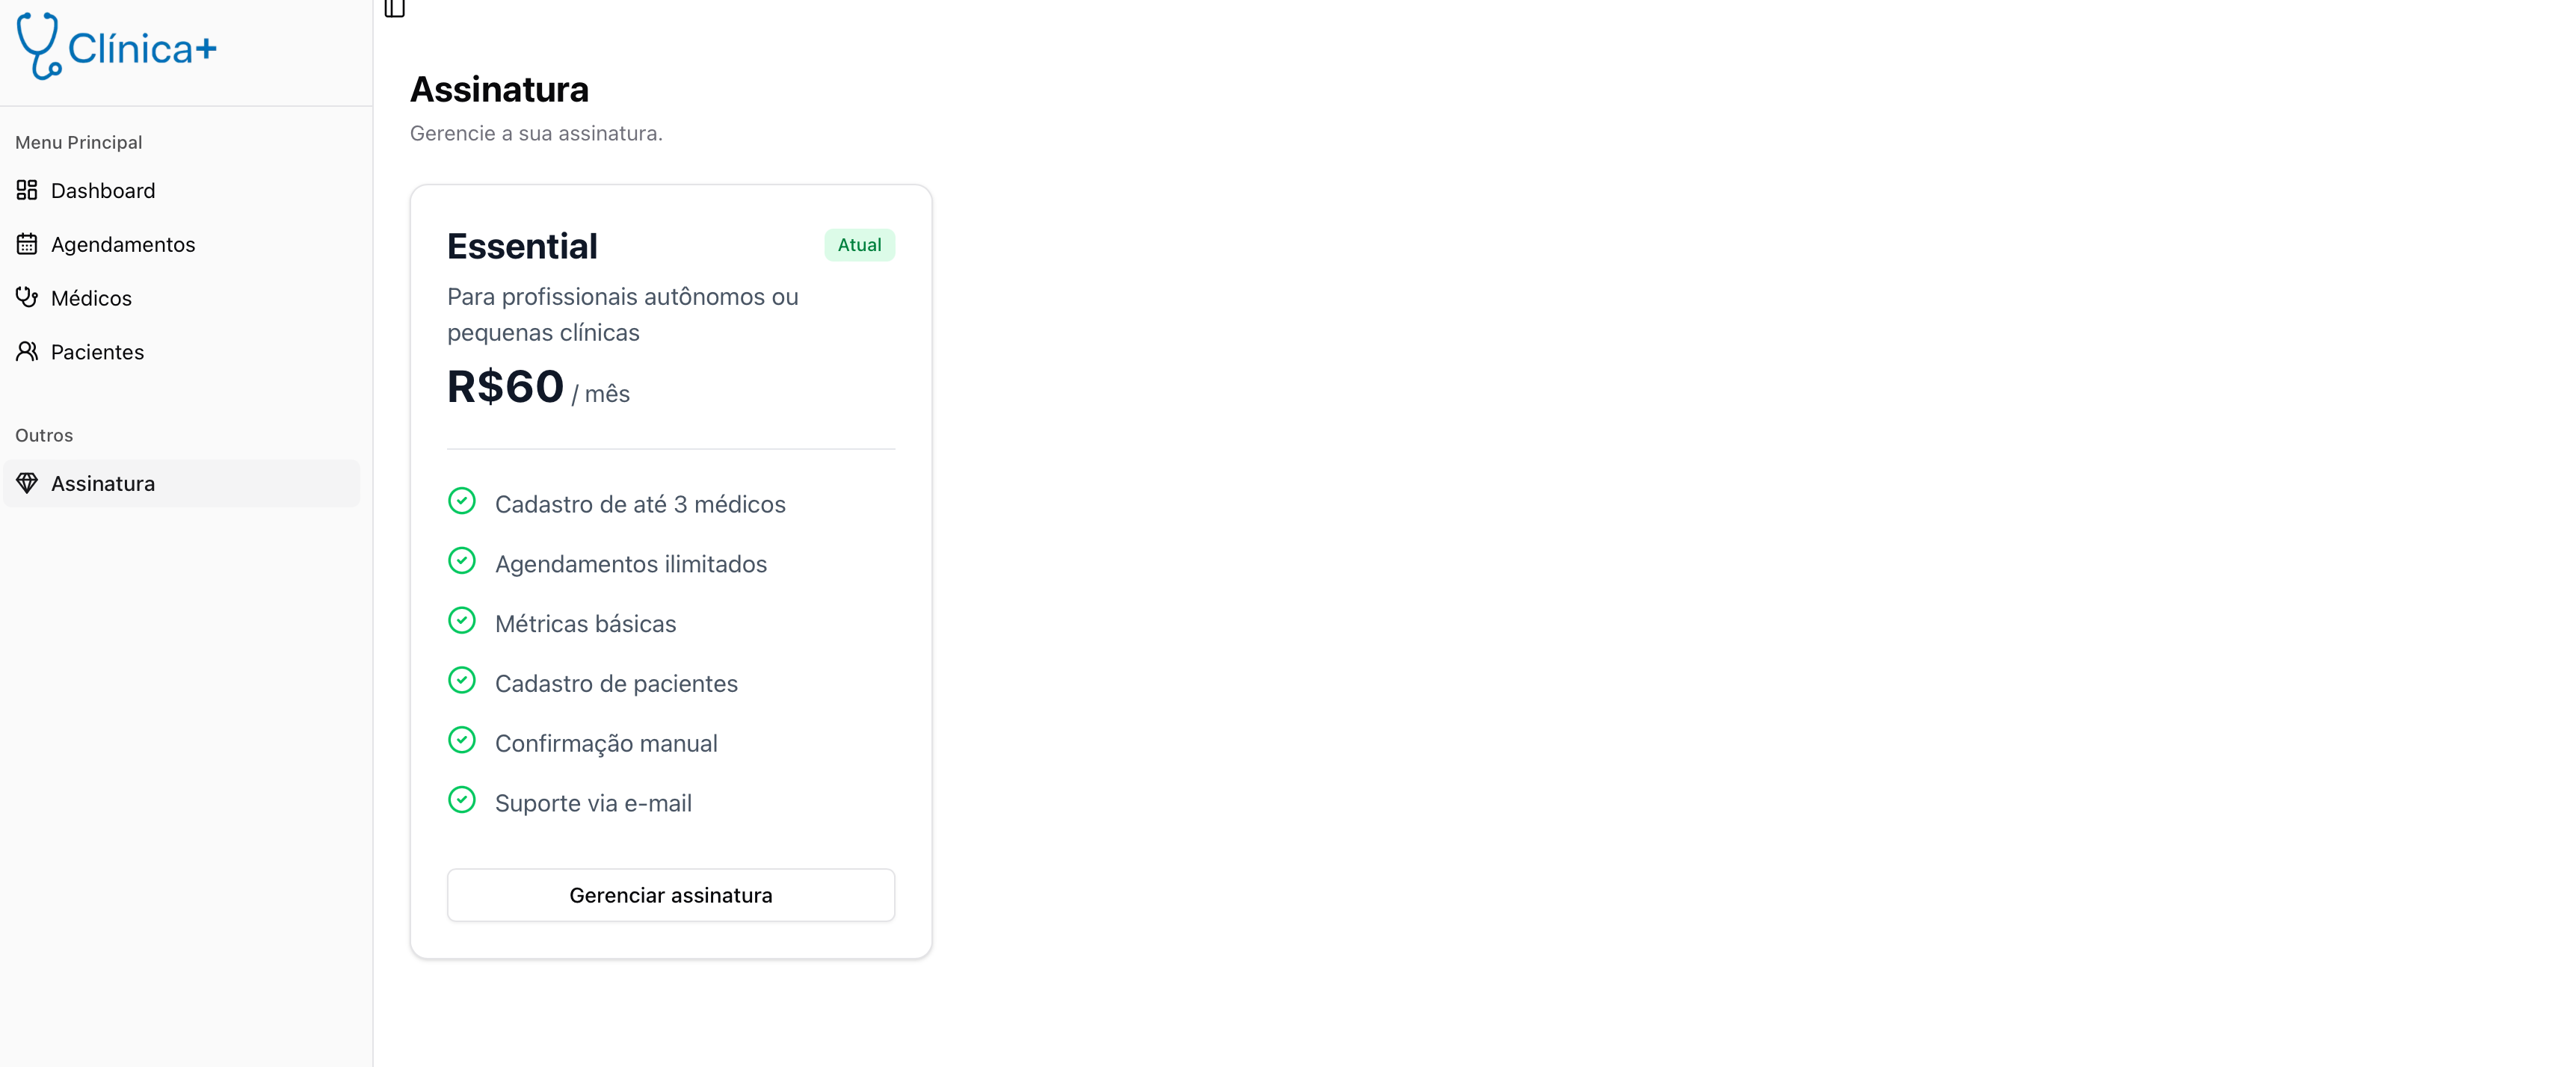 Clínica+
Menu Principal
Dashboard
Agendamentos
Médicos
Pacientes
Outros
Assinatura
Assinatura
Gerencie a sua assinatura.
Essential
Atual
Para profissionais autônomos ou
pequenas clínicas
R$60 / mês
Cadastro de até 3 médicos
Agendamentos ilimitados
Métricas básicas
Cadastro de pacientes
Confirmação manual
Suporte via e-mail
Gerenciar assinatura